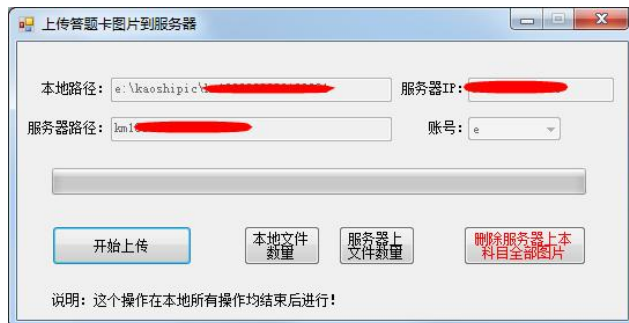 上传答题卡图片到服务器
本地路径: e:\kaoshipic\
服务器IP:
服务器路径: km1
账号: e
开始上传
本地文件数量
服务器上文件数量
删除服务器上本科目全部图片
说明: 这个操作在本地所有操作均结束后进行!